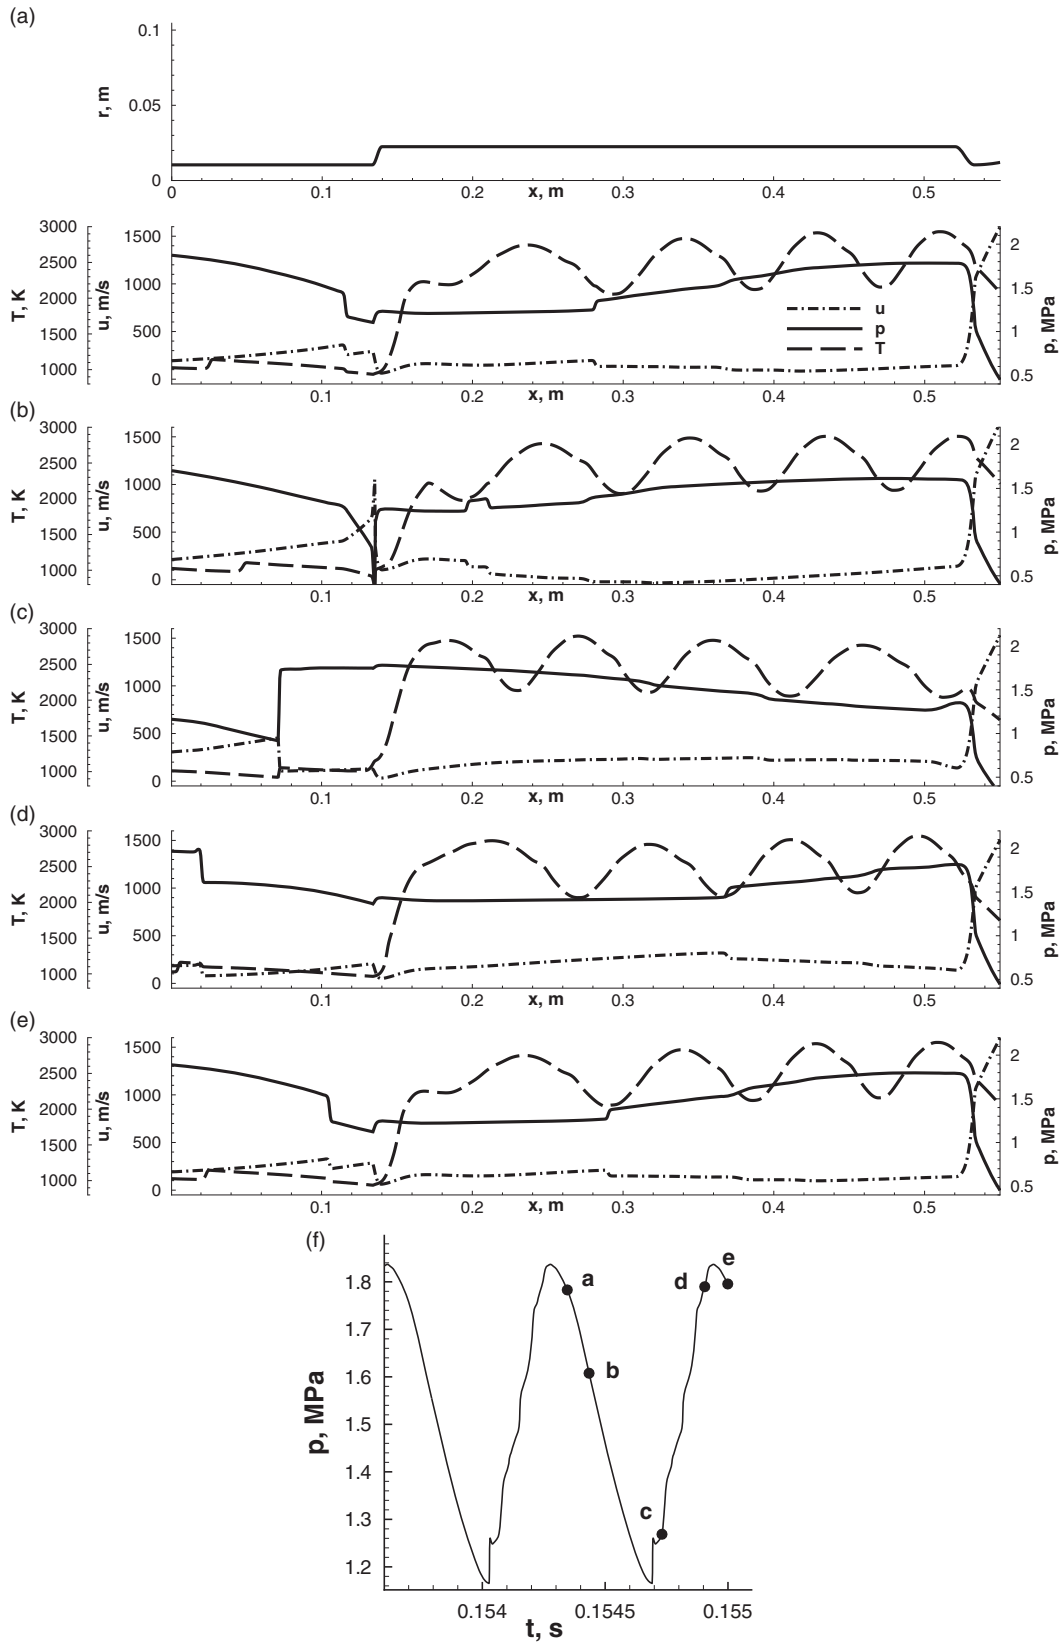 (a)
0.1
0.05
0
r, m
0 0.1 0.2 x, m 0.3 0.4 0.5
3000 1500 2
2500 1000 1.5
2000 500 1
1500 0 0.5
1000
T, K u, m/s p, MPa
u
p
T
0.1 0.2 x, m 0.3 0.4 0.5
(b)
3000 1500 2
2500 1000 1.5
2000 500 1
1500 0 0.5
1000
T, K u, m/s p, MPa
0.1 0.2 x, m 0.3 0.4 0.5
(c)
3000 1500 2
2500 1000 1.5
2000 500 1
1500 0 0.5
1000
T, K u, m/s p, MPa
0.1 0.2 x, m 0.3 0.4 0.5
(d)
3000 1500 2
2500 1000 1.5
2000 500 1
1500 0 0.5
1000
T, K u, m/s p, MPa
0.1 0.2 x, m 0.3 0.4 0.5
(e)
3000 1500 2
2500 1000 1.5
2000 500 1
1500 0 0.5
1000
T, K u, m/s p, MPa
0.1 0.2 x, m 0.3 0.4 0.5
(f)
1.8
1.7
1.6
1.5
1.4
1.3
1.2
p, MPa
a
b
c
d
e
0.154 0.1545 0.155
t, s